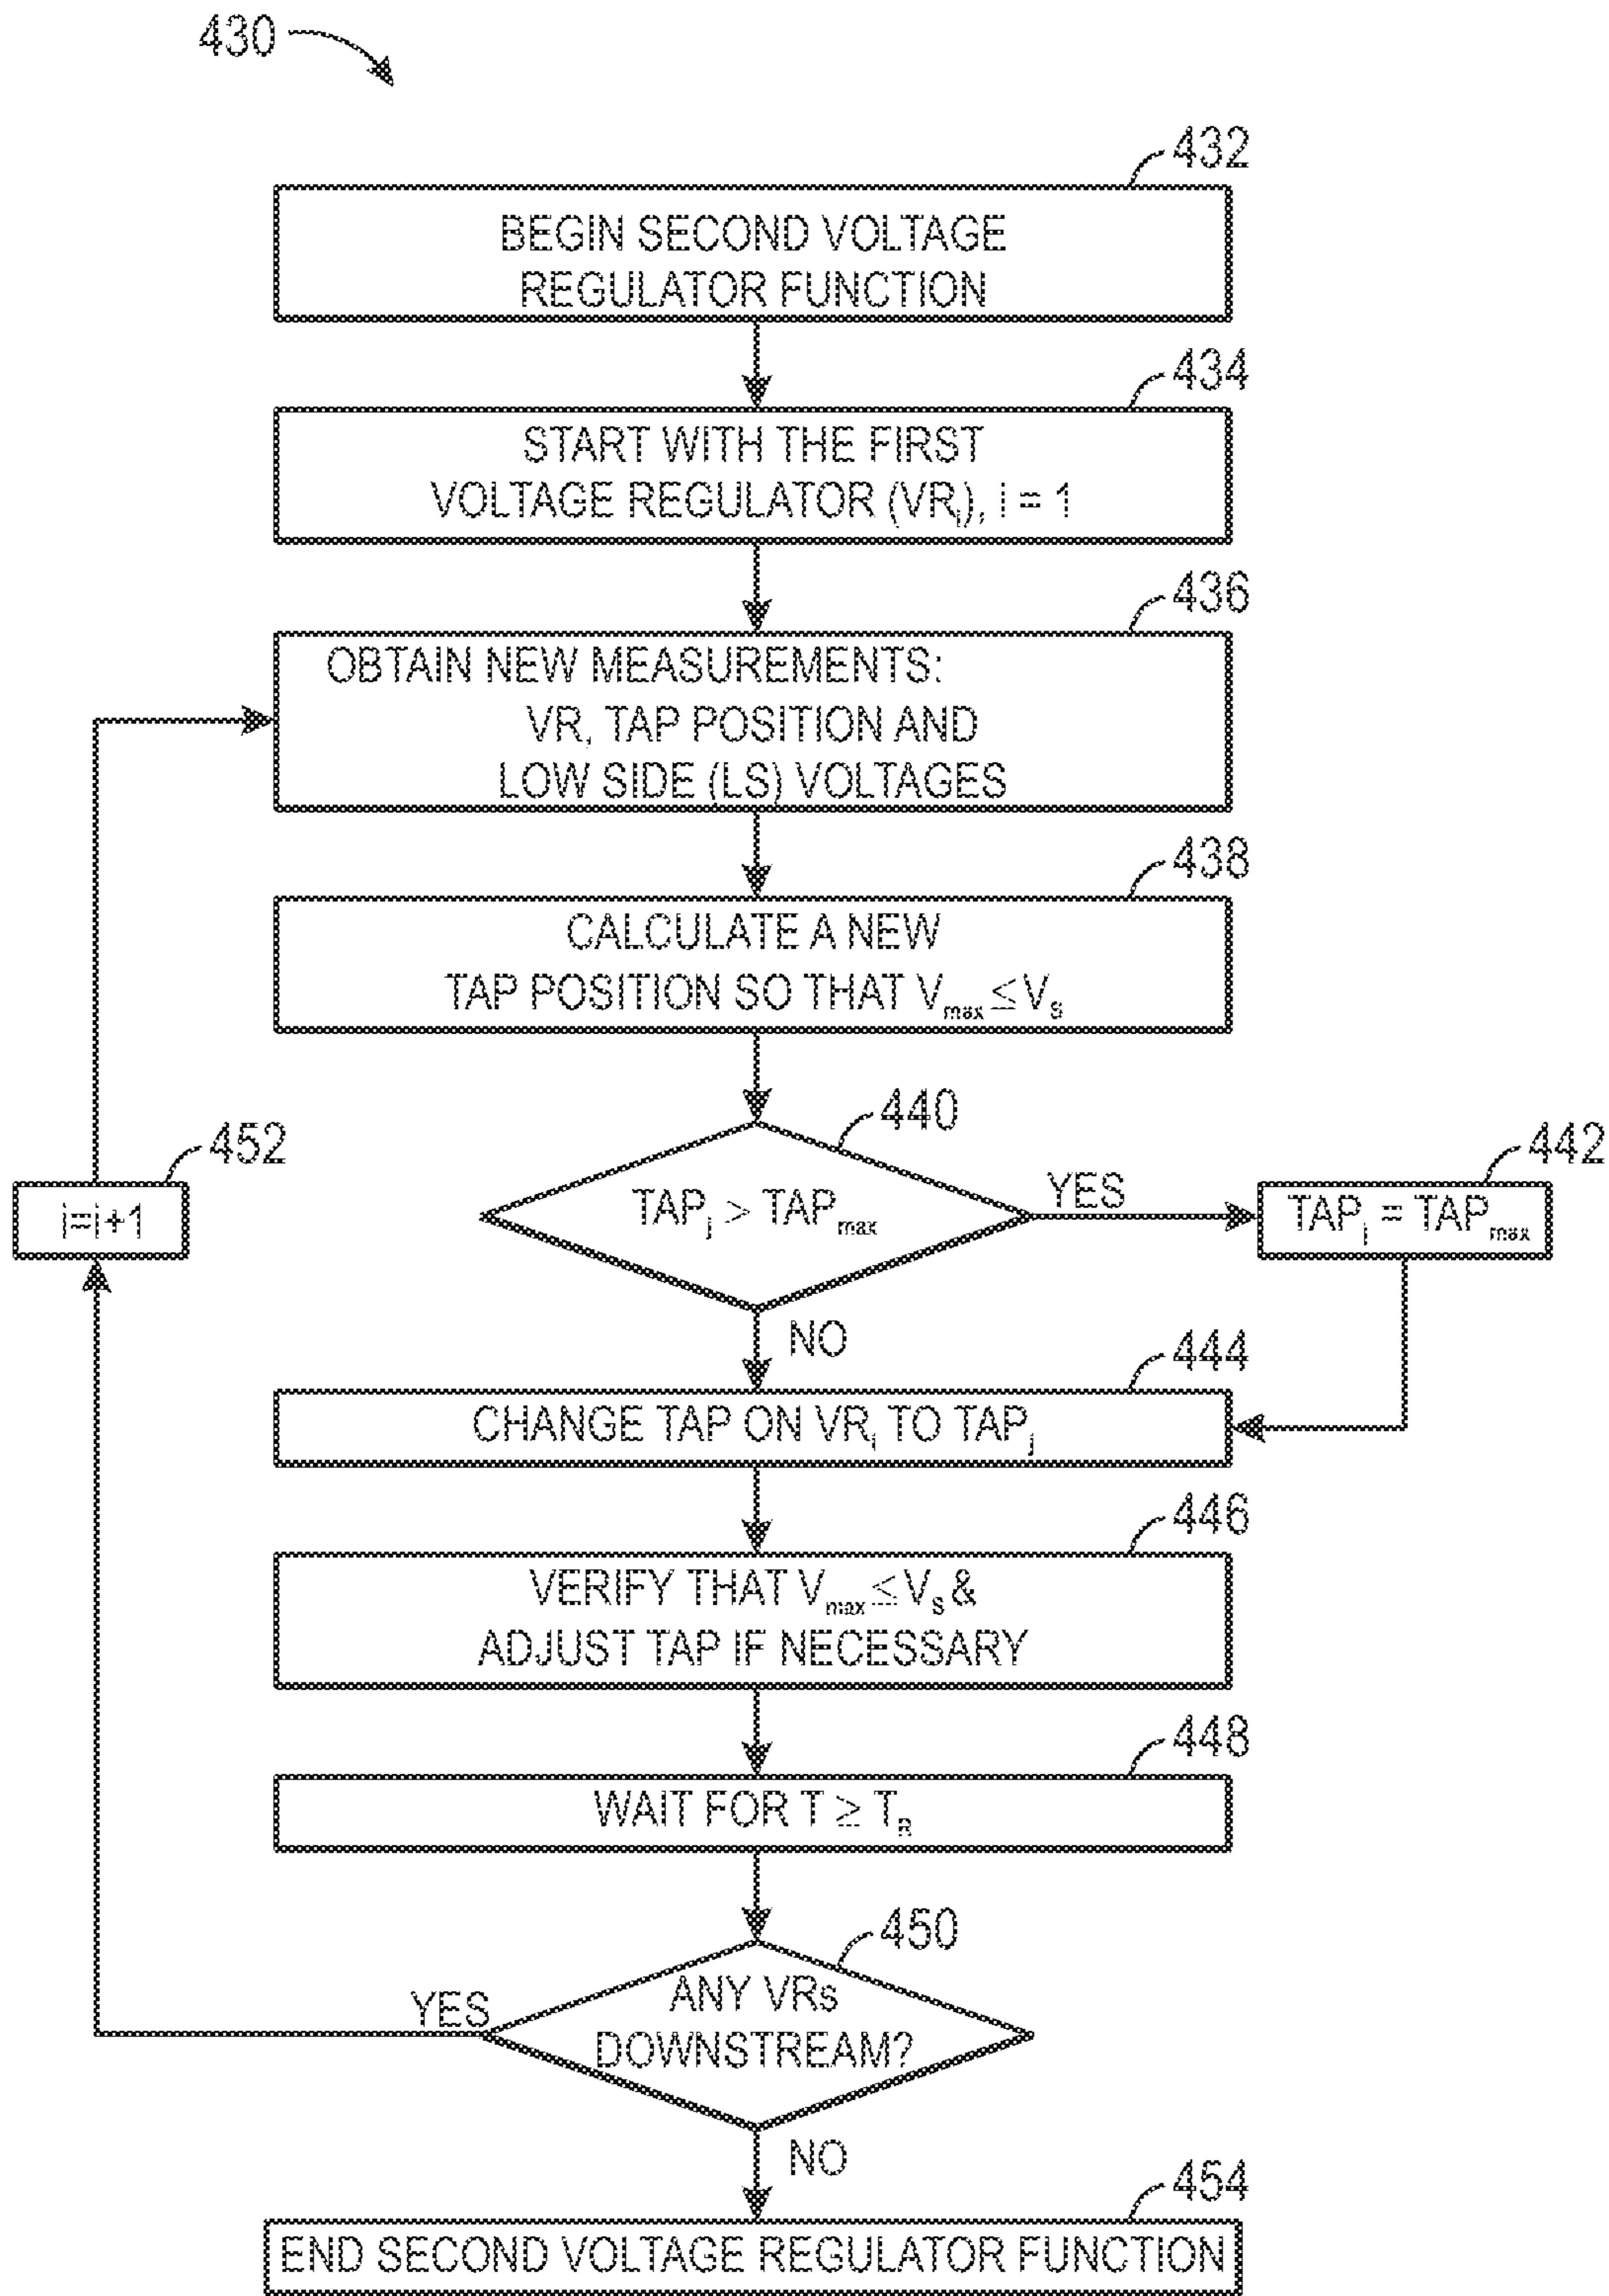 430
432
BEGIN SECOND VOLTAGE
REGULATOR FUNCTION
434
START WITH THE FIRST
VOLTAGE REGULATOR (VRi), i = 1
436
OBTAIN NEW MEASUREMENTS:
VR, TAP POSITION AND
LOW SIDE (LS) VOLTAGES
438
CALCULATE A NEW
TAP POSITION SO THAT Vmax ≤ VS
440
TAPj > TAPmax
YES
442
TAPj = TAPmax
452
i=i+1
NO
444
CHANGE TAP ON VRi TO TAPj
446
VERIFY THAT Vmax ≤ VS &
ADJUST TAP IF NECESSARY
448
WAIT FOR T ≥ TR
450
ANY VRs
DOWNSTREAM?
YES
NO
454
END SECOND VOLTAGE REGULATOR FUNCTION